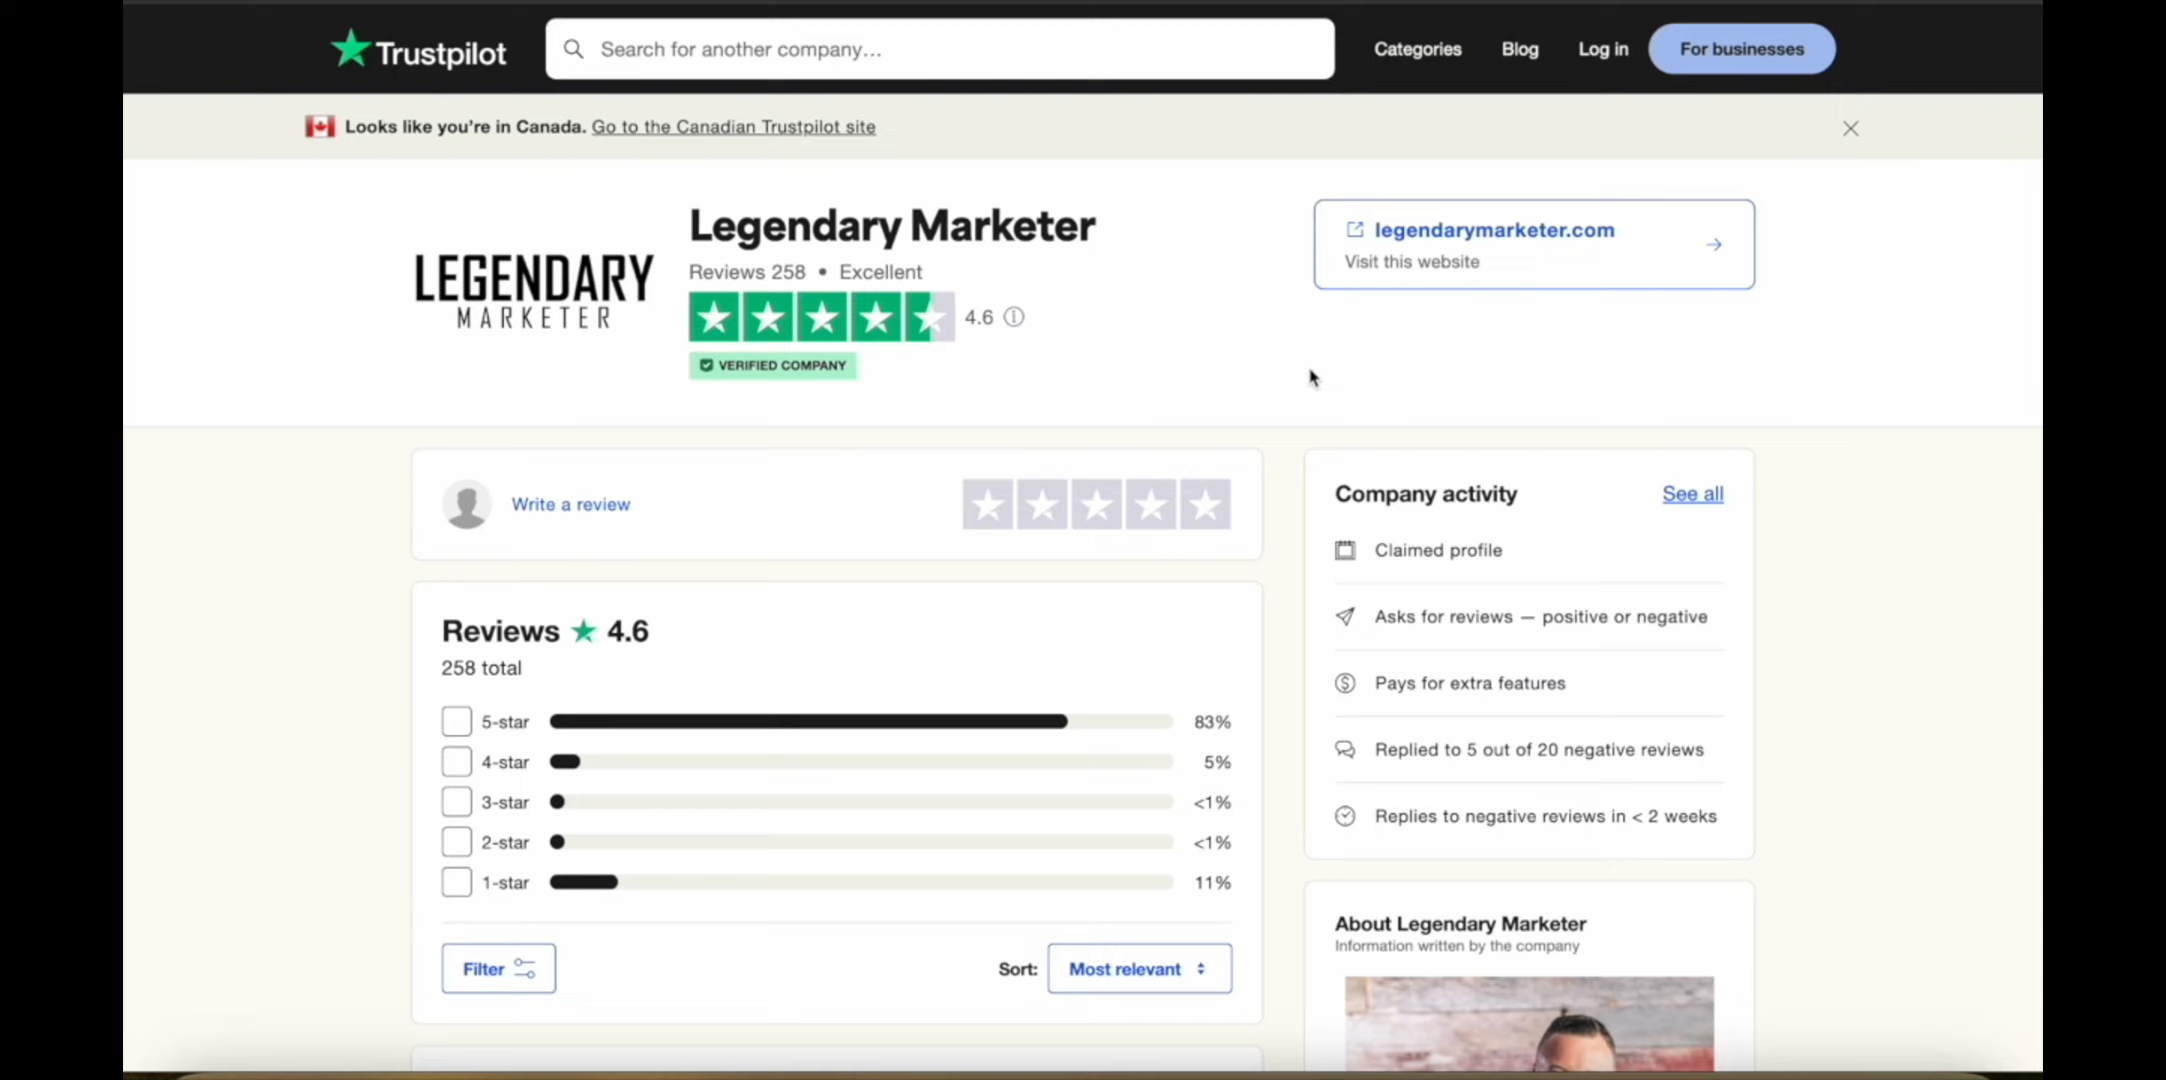 Trustpilot
Search for another company...
Categories
Blog
Log in
For businesses
Looks like you're in Canada. Go to the Canadian Trustpilot site
LEGENDARY
MARKETER
Legendary Marketer
Reviews 258 • Excellent
4.6
VERIFIED COMPANY
legendarymarketer.com
Visit this website
Write a review
Reviews 4.6
258 total
5-star 83%
4-star 5%
3-star <1%
2-star <1%
1-star 11%
Filter
Sort: Most relevant
Company activity
See all
Claimed profile
Asks for reviews — positive or negative
Pays for extra features
Replied to 5 out of 20 negative reviews
Replies to negative reviews in < 2 weeks
About Legendary Marketer
Information written by the company